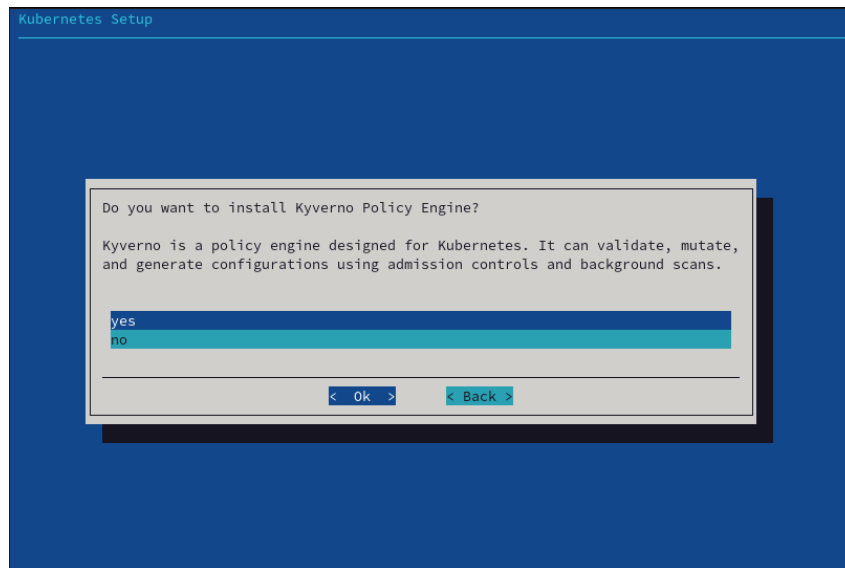 Kubernetes Setup
Do you want to install Kyverno Policy Engine?
Kyverno is a policy engine designed for Kubernetes. It can validate, mutate,
and generate configurations using admission controls and background scans.
yes
no
< Ok > < Back >